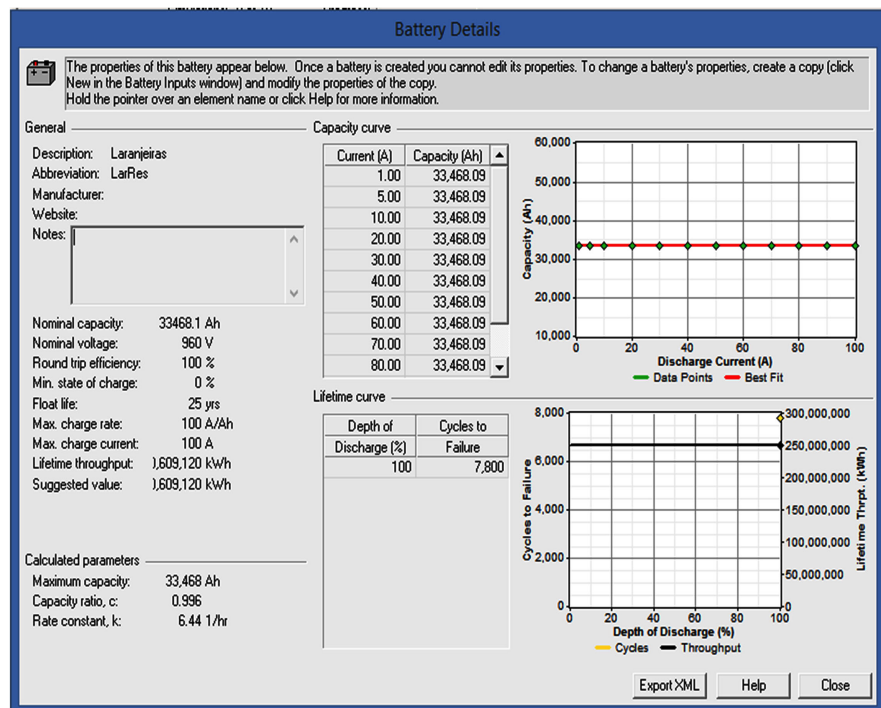 Battery Details
The properties of this battery appear below. Once a battery is created you cannot edit its properties. To change a battery's properties, create a copy (click
New in the Battery Inputs window) and modify the properties of the copy.
Hold the pointer over an element name or click Help for more information.
General
Description: Laranjeiras
Abbreviation: LarRes
Manufacturer:
Website:
Notes:
Nominal capacity: 33468.1 Ah
Nominal voltage: 960 V
Round trip efficiency: 100 %
Min. state of charge: 0 %
Float life: 25 yrs
Max. charge rate: 100 A/Ah
Max. charge current: 100 A
Lifetime throughput: ),609,120 kWh
Suggested value: ),609,120 kWh
Calculated parameters
Maximum capacity: 33,468 Ah
Capacity ratio, c: 0.996
Rate constant, k: 6.44 1/hr
Capacity curve
Current (A) Capacity (Ah)
1.00 33,468.09
5.00 33,468.09
10.00 33,468.09
20.00 33,468.09
30.00 33,468.09
40.00 33,468.09
50.00 33,468.09
60.00 33,468.09
70.00 33,468.09
80.00 33,468.09
60,000
50,000
40,000
30,000
20,000
10,000
Capacity (Ah)
0 20 40 60 80 100
Discharge Current (A)
Data Points Best Fit
Lifetime curve
Depth of Cycles to
Discharge (%) Failure
100 7,800
8,000
6,000
4,000
2,000
0
Cycles to Failure
300,000,000
250,000,000
200,000,000
150,000,000
100,000,000
50,000,000
0
Lifetime Thrpt. (kWh)
0 20 40 60 80 100
Depth of Discharge (%)
Cycles Throughput
Export XML Help Close